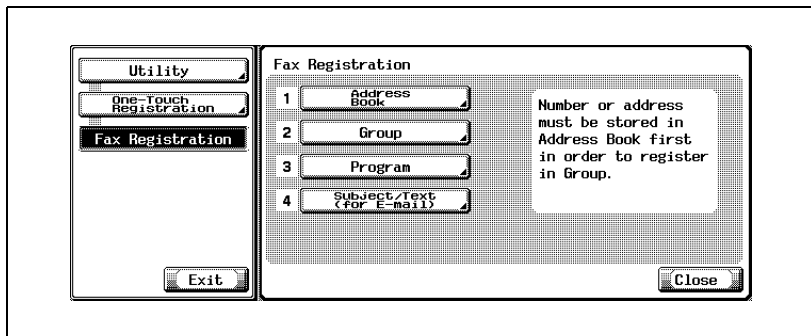 Utility
One-Touch
Registration
Fax Registration
Exit
Fax Registration
1 Address
Book
2 Group
3 Program
4 Subject/Text
(for E-mail)
Number or address
must be stored in
Address Book first
in order to register
in Group.
Close